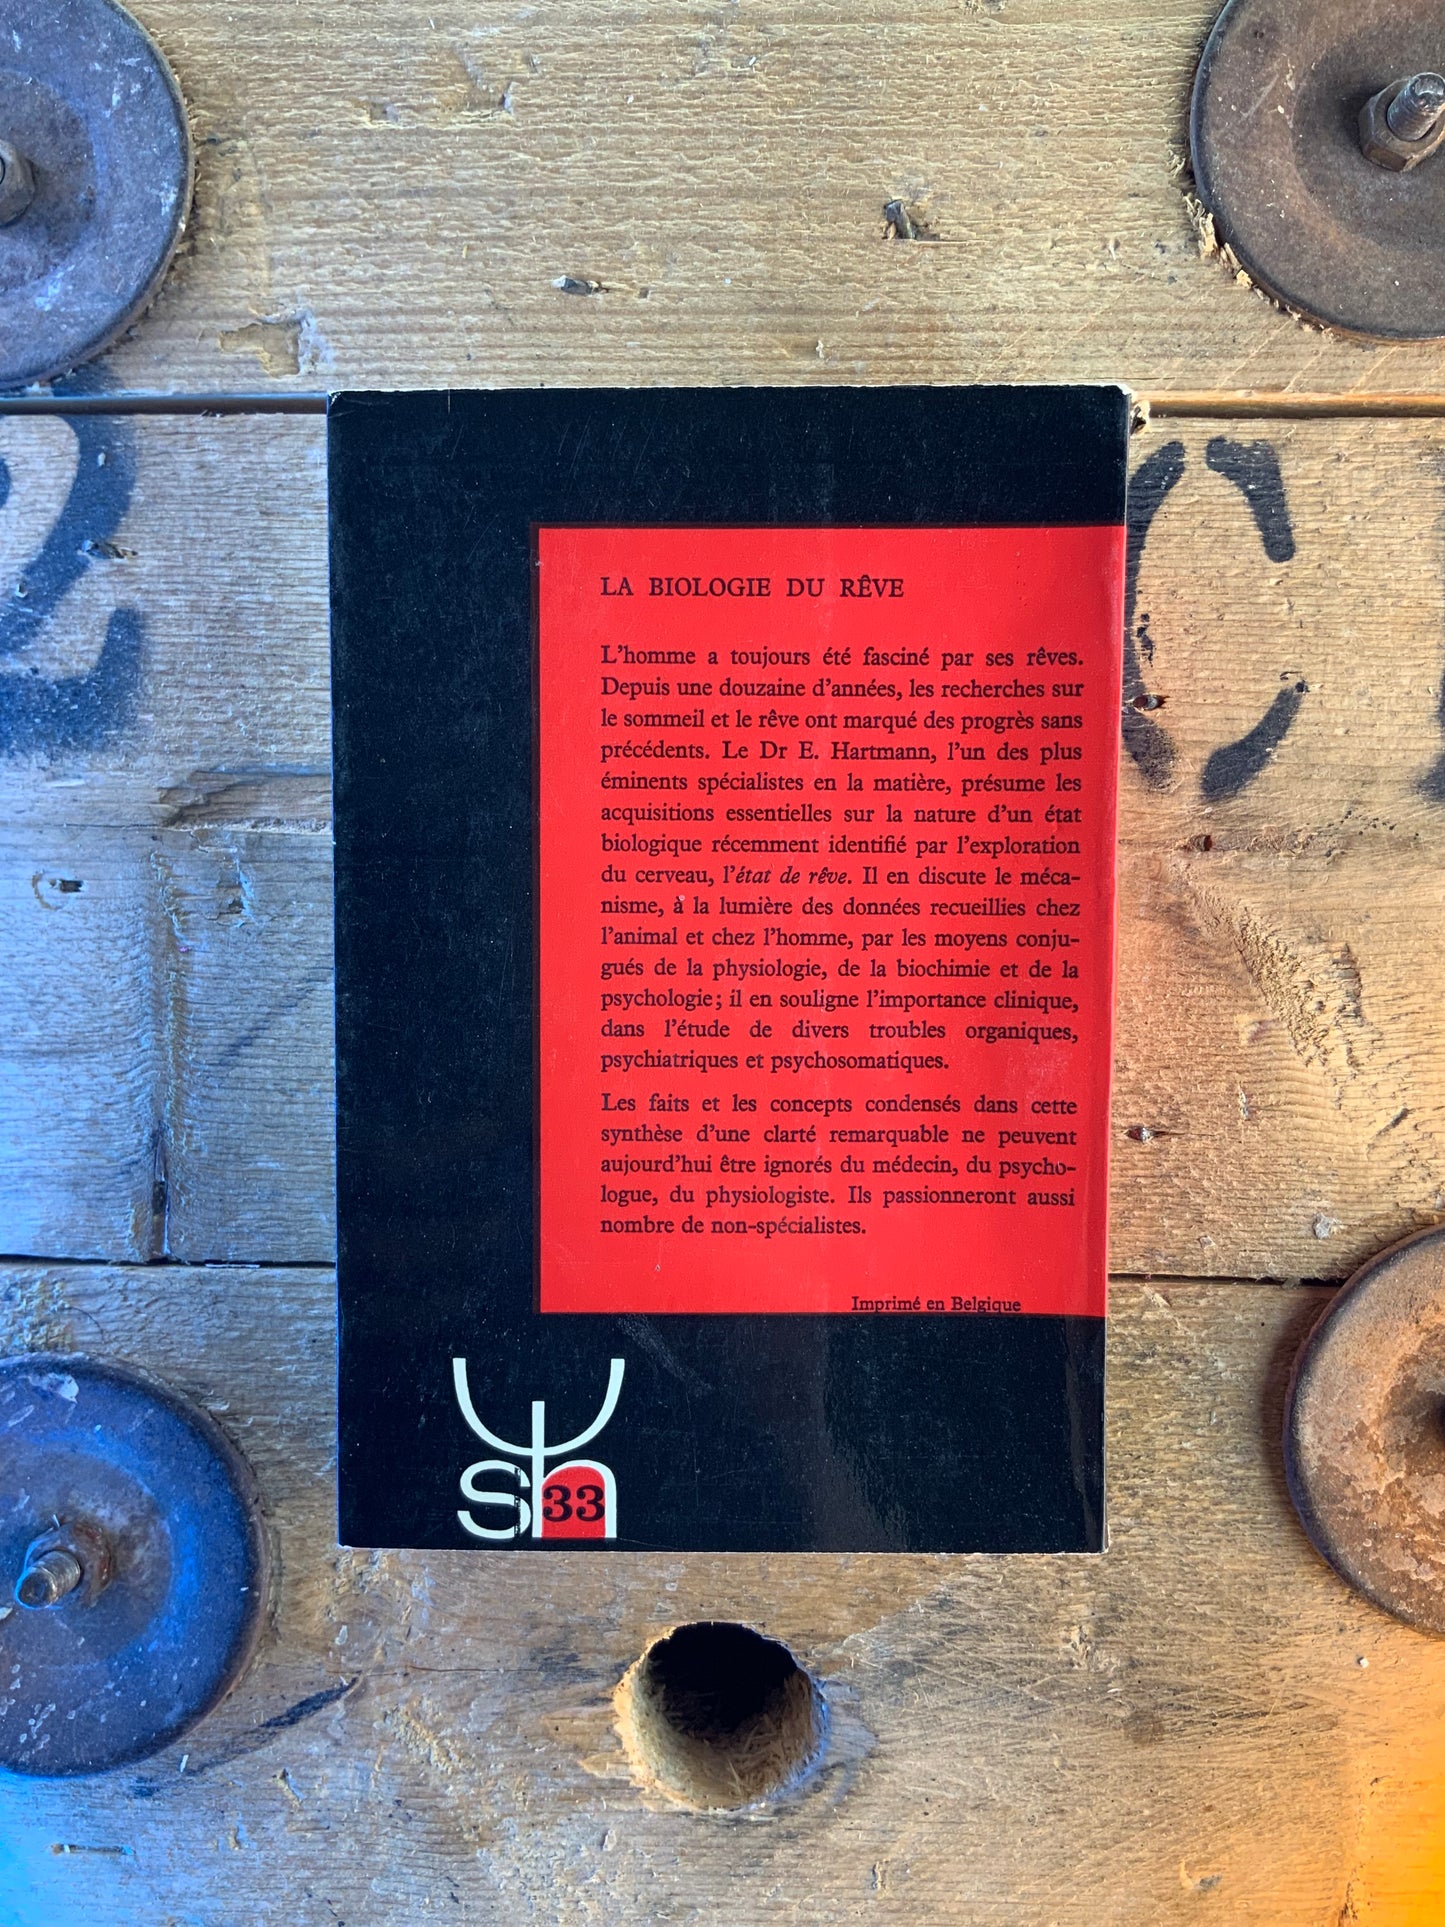 LA BIOLOGIE DU RÊVE
L'homme a toujours été fasciné par ses rêves.
Depuis une douzaine d'années, les recherches sur
le sommeil et le rêve ont marqué des progrès sans
précédents. Le Dr E. Hartmann, l'un des plus
éminents spécialistes en la matière, présume les
acquisitions essentielles sur la nature d'un état
biologique récemment identifié par l'exploration
du cerveau, l'état de rêve. Il en discute le méca-
nisme, à la lumière des données recueillies chez
l'animal et chez l'homme, par les moyens conju-
gués de la physiologie, de la biochimie et de la
psychologie; il en souligne l'importance clinique,
dans l'étude de divers troubles organiques,
psychiatriques et psychosomatiques.
Les faits et les concepts condensés dans cette
synthèse d'une clarté remarquable ne peuvent
aujourd'hui être ignorés du médecin, du psycho-
logue, du physiologiste. Ils passionneront aussi
nombre de non-spécialistes.
Imprimé en Belgique
sh
33